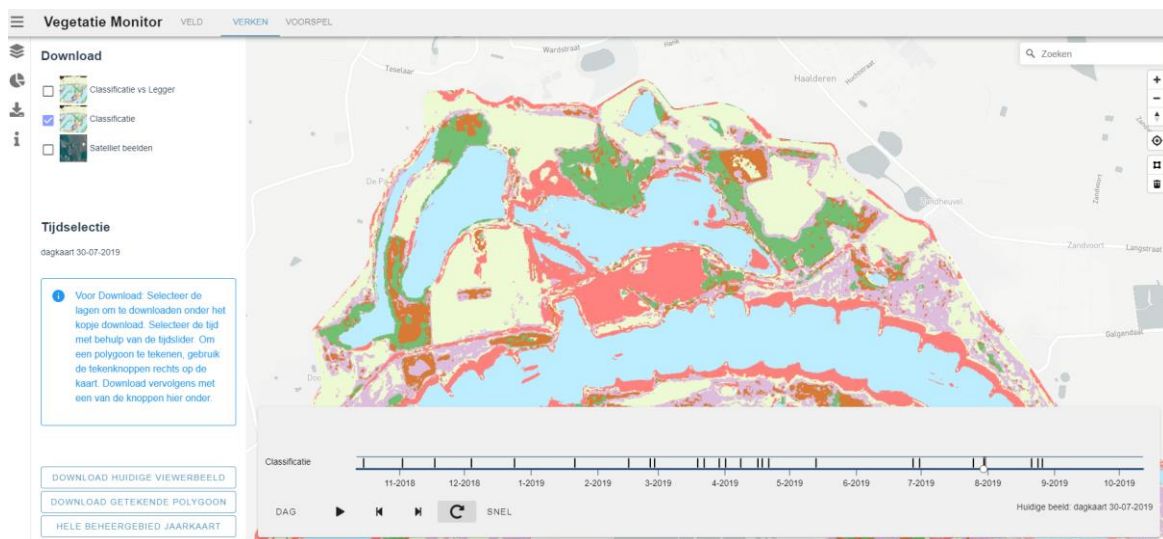 Vegetatie Monitor VELD VERKEN VOORSPEL
Download
Classificatie vs Legger
Classificatie
Satelliet beelden
Tijdselectie
dagkaart 30-07-2019
i Voor Download: Selecteer de
lagen om te downloaden onder het
kopje download. Selecteer de tijd
met behulp van de tijdslider. Om
een polygoon te tekenen, gebruik
de tekenknoppen rechts op de
kaart. Download vervolgens met
een van de knoppen hier onder.
DOWNLOAD HUIDIGE VIEWERBEELD
DOWNLOAD GETEKENDE POLYGOON
HELE BEHEERGEBIED JAARKAART
Zoeken
Wardstraat
Teselaar
Haalderen
Huchtstraat
Zandvoort
Zandvoort
Langstraat
Galgendaal
Classificatie
11-2018 12-2018 1-2019 2-2019 3-2019 4-2019 5-2019 6-2019 7-2019 8-2019 9-2019 10-2019
DAG SNEL
Huidige beeld: dagkaart 30-07-2019